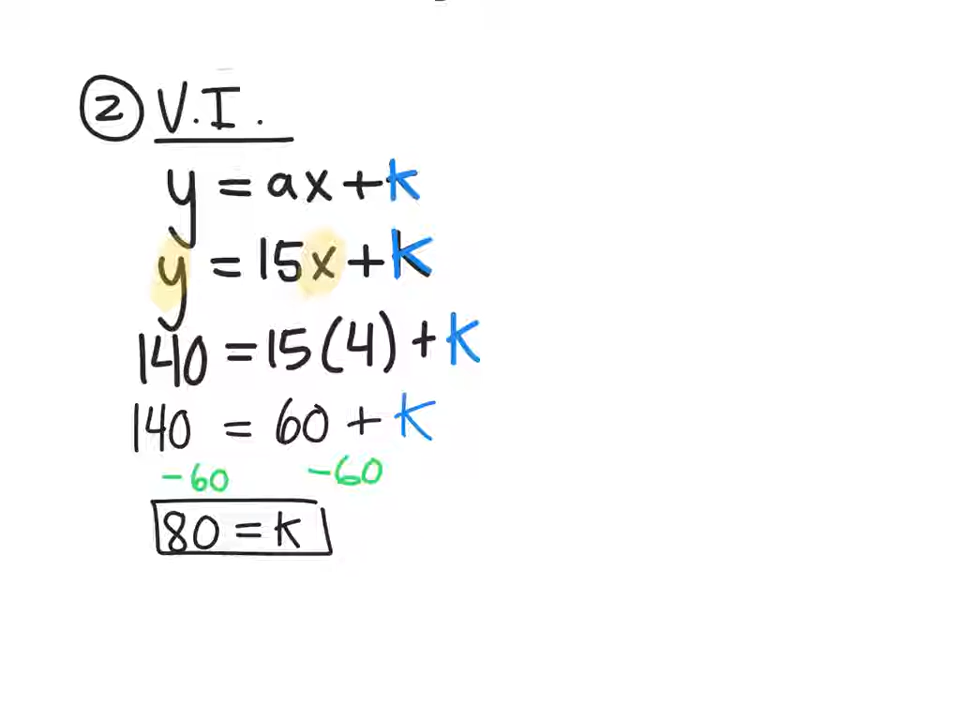 ② V.I.
y = ax + k
y = 15x + k
140 = 15(4) + k
140 = 60 + k
-60 -60
80 = k